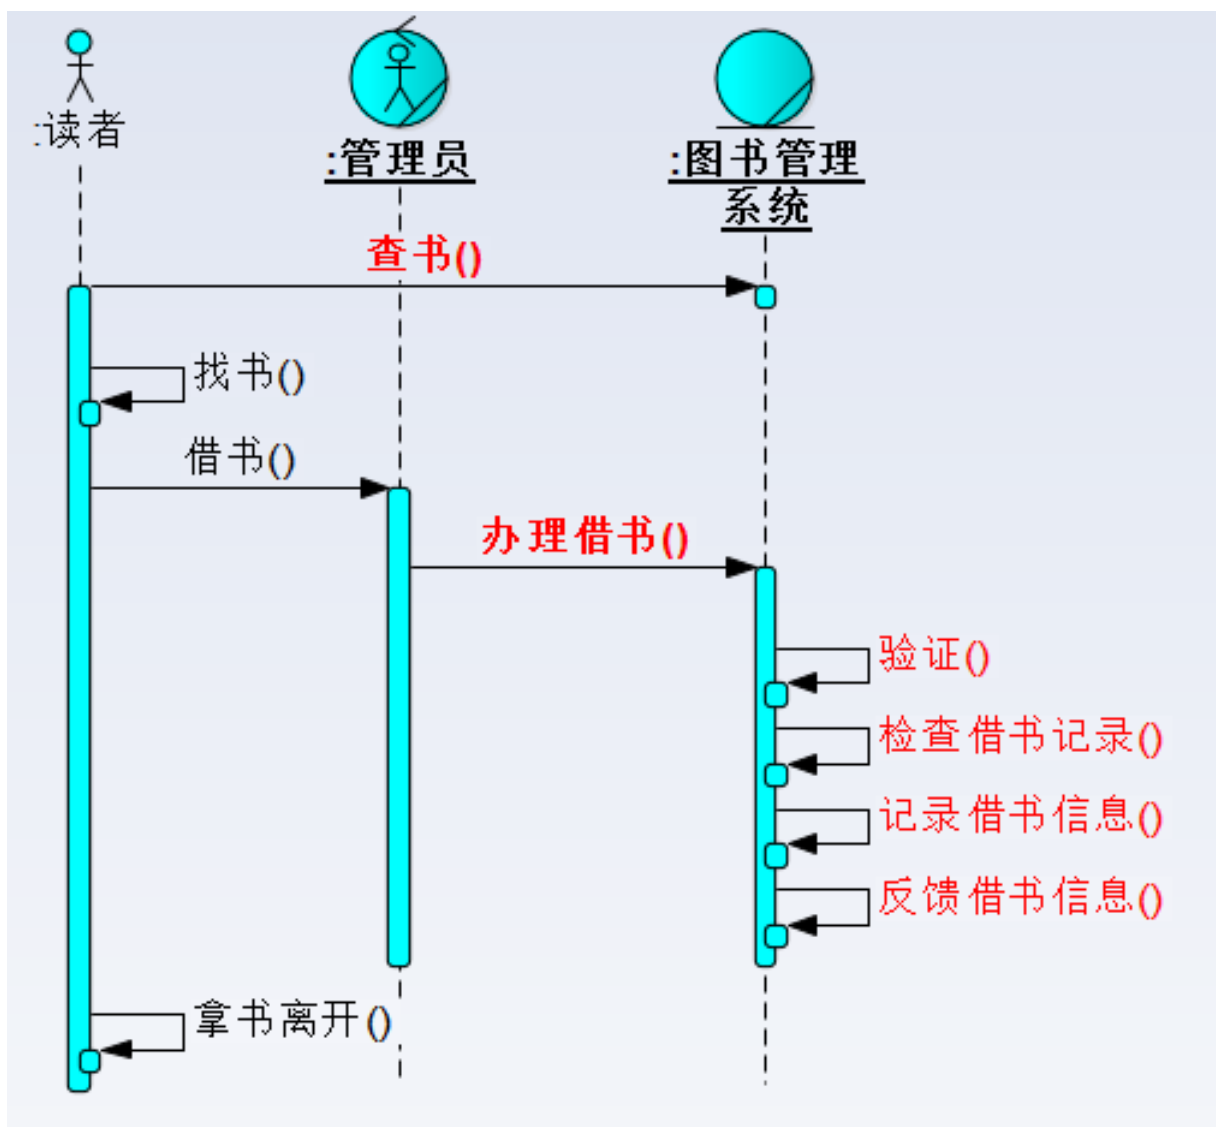 :读者
:管理员
:图书管理
系统
查书()
找书()
借书()
办理借书()
验证()
检查借书记录()
记录借书信息()
反馈借书信息()
拿书离开()